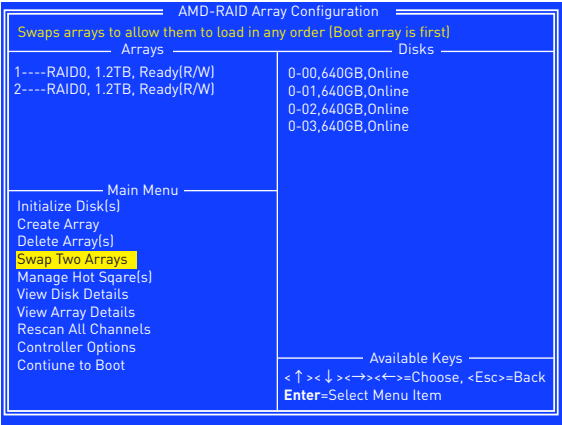 AMD-RAID Array Configuration
Swaps arrays to allow them to load in any order (Boot array is first)
Arrays
1----RAID0, 1.2TB, Ready(R/W)
2----RAID0, 1.2TB, Ready(R/W)
Disks
0-00,640GB,Online
0-01,640GB,Online
0-02,640GB,Online
0-03,640GB,Online
Main Menu
Initialize Disk(s)
Create Array
Delete Array(s)
Swap Two Arrays
Manage Hot Sqare(s)
View Disk Details
View Array Details
Rescan All Channels
Controller Options
Contiune to Boot
Available Keys
<↑><↓><→><←>=Choose, <Esc>=Back
Enter=Select Menu Item